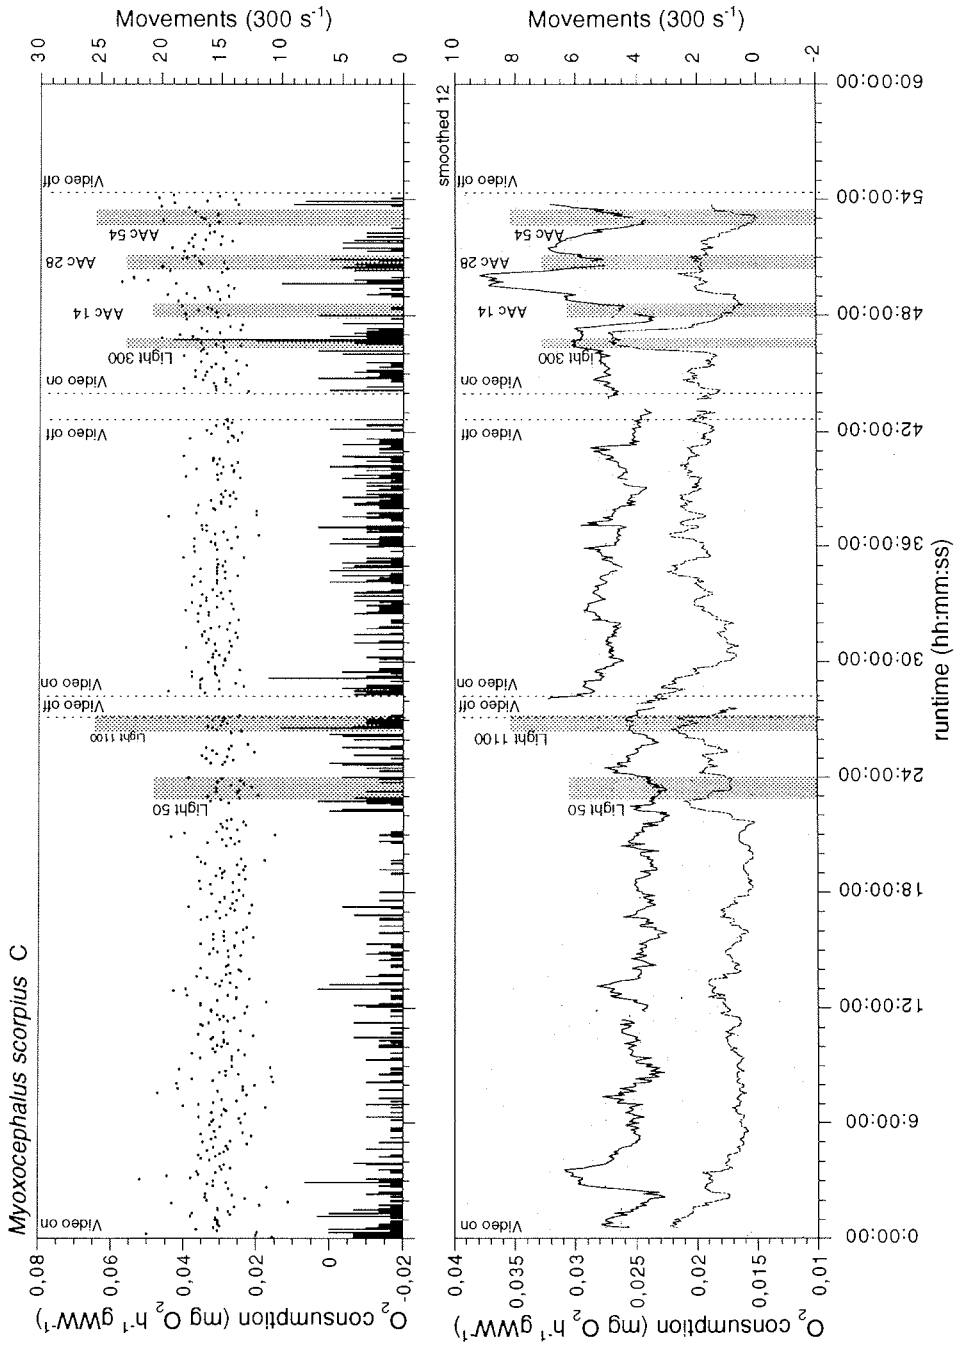 Myoxocephalus scorpius C
O₂ consumption (mg O₂ h⁻¹ gWW⁻¹)
0,08
0,06
0,04
0,02
0
-0,02
Video on
Light 50
Light 1100
Video off
Video on
Video off
Video on
Light 300
AAc 14
AAc 28
AAc 54
Video off
30
25
20
15
10
5
0
Movements (300 s⁻¹)
O₂ consumption (mg O₂ h⁻¹ gWW⁻¹)
0,04
0,035
0,03
0,025
0,02
0,015
0,01
Video on
Light 50
Light 1100
Video off
Video on
Video off
Video on
Light 300
AAc 14
AAc 28
AAc 54
Video off
smoothed 12
10
8
6
4
2
0
-2
Movements (300 s⁻¹)
0:00:00
6:00:00
12:00:00
18:00:00
24:00:00
30:00:00
36:00:00
42:00:00
48:00:00
54:00:00
60:00:00
runtime (hh:mm:ss)